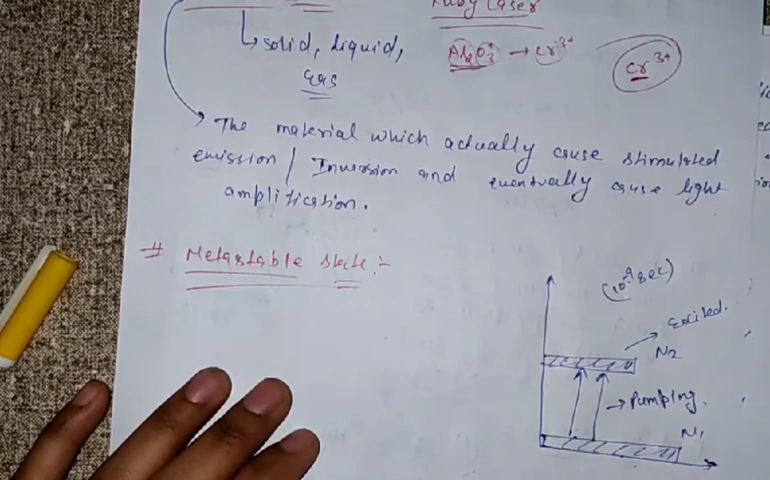 Ruby Laser
solid, liquid,
gas
Al2O3 → Cr3+
Cr3+
The material which actually cause stimulated
emission / Inversion and eventually cause light
amplification.
# Metastable state :-
(10-9 sec)
Excited.
N2
Pumping.
N1